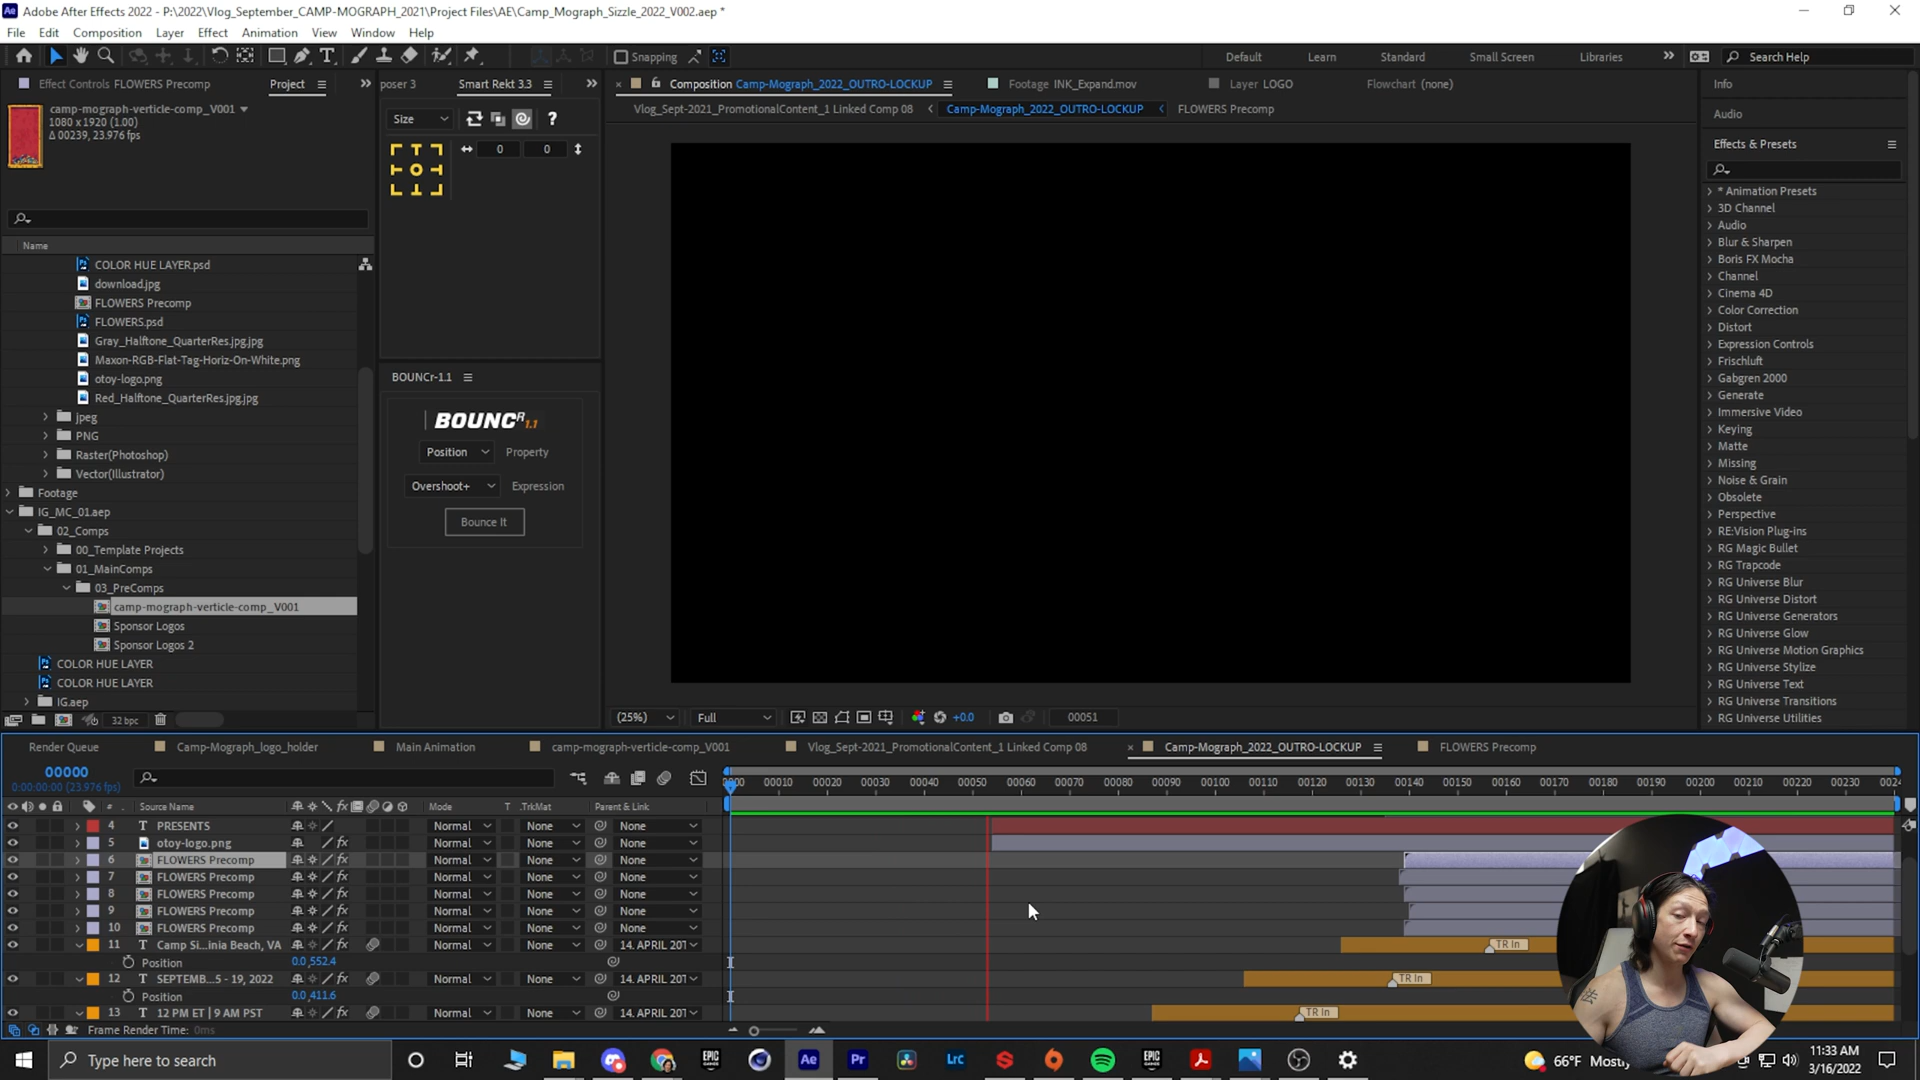 Adobe After Effects 2022 - P:\2022\Vlog_September_CAMP-MOGRAPH_2021\Project Files\AE\Camp_Mograph_Sizzle_2022_V002.aep *
File Edit Composition Layer Effect Animation View Window Help
Snapping Default Learn Standard Small Screen Libraries Search Help
Effect Controls FLOWERS Precomp Project poser 3 Smart Rekt 3.3 Composition Camp-Mograph_2022_OUTRO-LOCKUP Footage INK_Expand.mov Layer LOGO Flowchart (none) Info
camp-mograph-verticle-comp_V001
1080 x 1920 (1.00)
Δ 00239, 23.976 fps
Vlog_Sept-2021_PromotionalContent_1 Linked Comp 08 Camp-Mograph_2022_OUTRO-LOCKUP FLOWERS Precomp
Size
0 0
Audio
Effects & Presets
Name
COLOR HUE LAYER.psd
download.jpg
FLOWERS Precomp
FLOWERS.psd
Gray_Halftone_QuarterRes.jpg.jpg
Maxon-RGB-Flat-Tag-Horiz-On-White.png
otoy-logo.png
Red_Halftone_QuarterRes.jpg.jpg
jpeg
PNG
Raster(Photoshop)
Vector(Illustrator)
Footage
IG_MC_01.aep
02_Comps
00_Template Projects
01_MainComps
03_PreComps
camp-mograph-verticle-comp_V001
Sponsor Logos
Sponsor Logos 2
COLOR HUE LAYER
COLOR HUE LAYER
IG.aep
32 bpc
BOUNCr-1.1
BOUNCR 1.1
Position Property
Overshoot+ Expression
Bounce It
(25%) Full +0.0 00051
* Animation Presets
3D Channel
Audio
Blur & Sharpen
Boris FX Mocha
Channel
Cinema 4D
Color Correction
Distort
Expression Controls
Frischluft
Gabgren 2000
Generate
Immersive Video
Keying
Matte
Missing
Noise & Grain
Obsolete
Perspective
RE:Vision Plug-ins
RG Magic Bullet
RG Trapcode
RG Universe Blur
RG Universe Distort
RG Universe Generators
RG Universe Glow
RG Universe Motion Graphics
RG Universe Stylize
RG Universe Text
RG Universe Transitions
RG Universe Utilities
Render Queue Camp-Mograph_logo_holder Main Animation camp-mograph-verticle-comp_V001 Vlog_Sept-2021_PromotionalContent_1 Linked Comp 08 Camp-Mograph_2022_OUTRO-LOCKUP FLOWERS Precomp
00000
0:00:00:00 (23.976 fps)
0000 00010 00020 00030 00040 00050 00060 00070 00080 00090 00100 00110 00120 00130 00140 00150 00160 00170 00180 00190 00200 00210 00220 00230 0024
# Source Name Mode T .TrkMat Parent & Link
4 T PRESENTS Normal None None
5 otoy-logo.png Normal None None
6 FLOWERS Precomp Normal None None
7 FLOWERS Precomp Normal None None
8 FLOWERS Precomp Normal None None
9 FLOWERS Precomp Normal None None
10 FLOWERS Precomp Normal None None
11 T Camp Si...inia Beach, VA Normal None 14. APRIL 201 TR In
Position 0.0,552.4
12 T SEPTEMB...5 - 19, 2022 Normal None 14. APRIL 201 TR In
Position 0.0,411.6
13 T 12 PM ET | 9 AM PST Normal None 14. APRIL 201 TR In
Frame Render Time: 0ms
Type here to search
EPIC GAMES Ae Pr Lrc EPIC GAMES
66°F Mostly
11:33 AM
3/16/2022